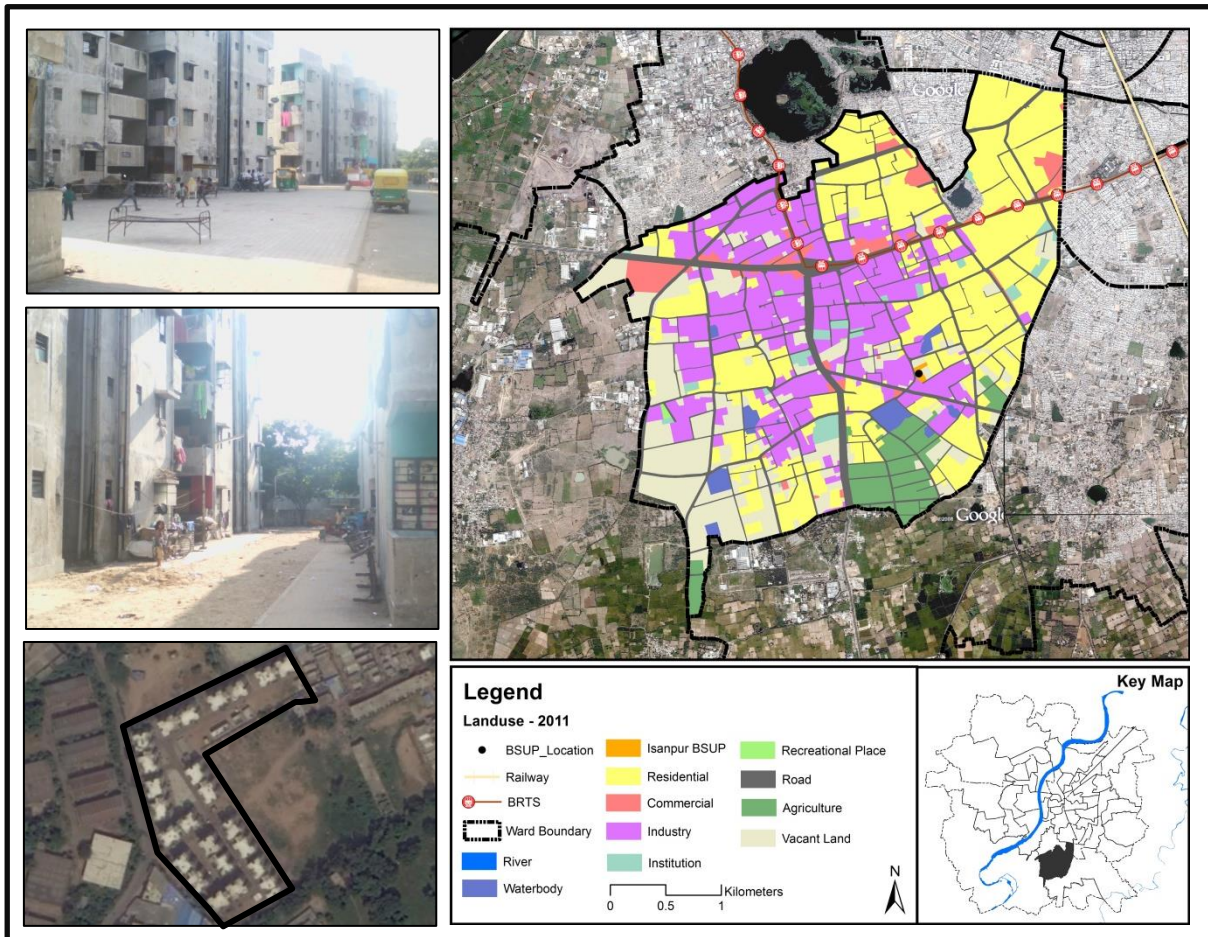 Google
Google
Legend
Landuse - 2011
BSUP_Location
Railway
BRTS
Ward Boundary
River
Waterbody
Isanpur BSUP
Residential
Commercial
Industry
Institution
Recreational Place
Road
Agriculture
Vacant Land
Kilometers
0 0.5 1
N
Key Map